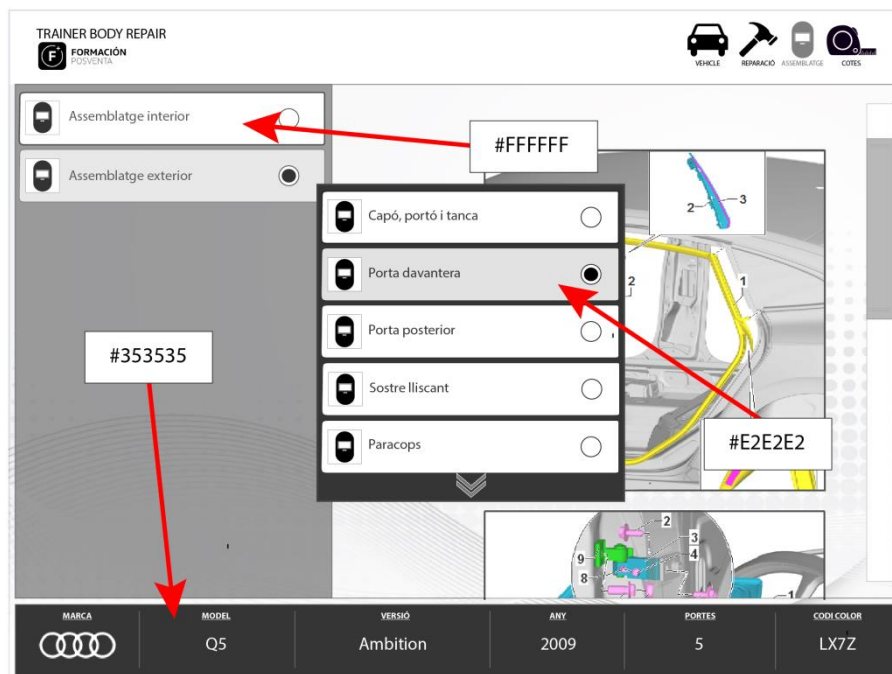 TRAINER BODY REPAIR
F+ FORMACIÓN
POSVENTA
VEHICLE
REPARACIÓ
ASSEMBLATGE
COTES
Assemblatge interior
#FFFFFF
Assemblatge exterior
Capó, portó i tanca
Porta davantera
Porta posterior
Sostre lliscant
Paracops
#353535
#E2E2E2
2
3
1
2
2
3
4
9
8
1
MARCA
MODEL
VERSIÓ
ANY
PORTES
CODI COLOR
Q5
Ambition
2009
5
LX7Z